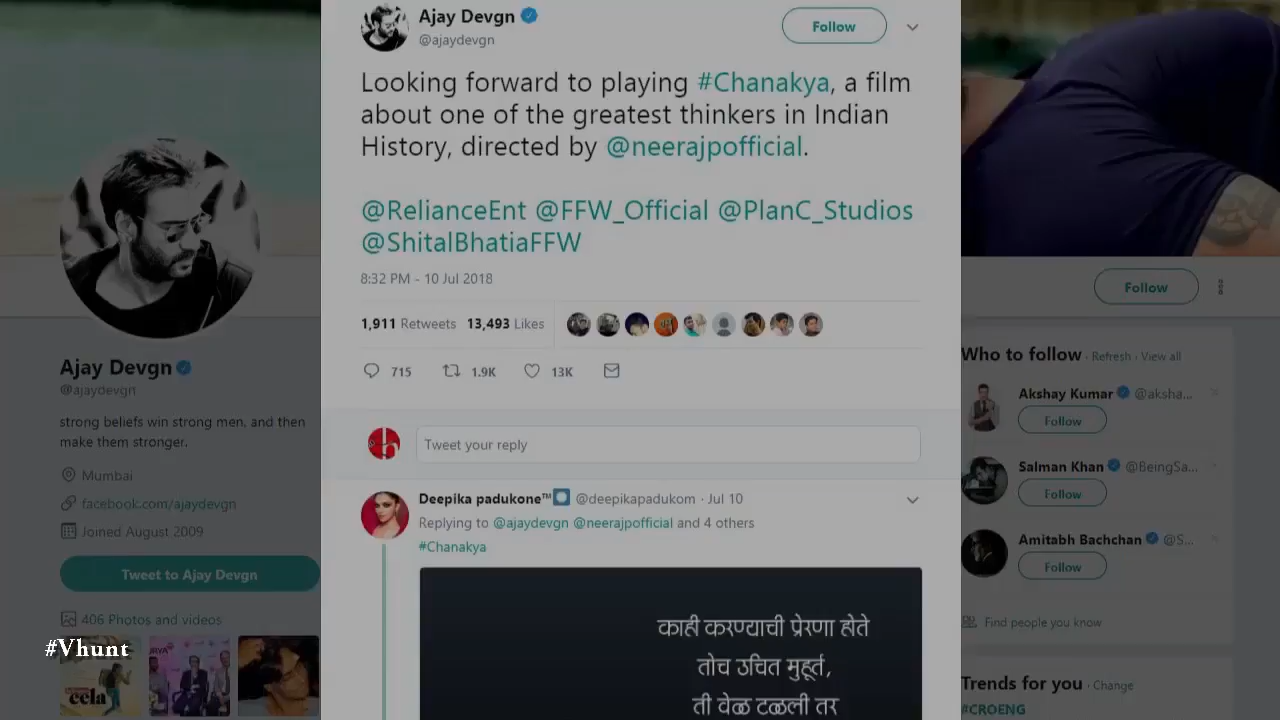 Ajay Devgn
@ajaydevgn
Follow
Looking forward to playing #Chanakya, a film
about one of the greatest thinkers in Indian
History, directed by @neerajpofficial.
@RelianceEnt @FFW_Official @PlanC_Studios
@ShitalBhatiaFFW
8:32 PM - 10 Jul 2018
1,911 Retweets 13,493 Likes
715 1.9K 13K
Tweet your reply
Deepika padukone™ @deepikapadukom · Jul 10
Replying to @ajaydevgn @neerajpofficial and 4 others
#Chanakya
काही करण्याची प्रेरणा होते
तोच उचित मुहूर्त,
ती वेळ टळली तर
Ajay Devgn
@ajaydevgn
strong beliefs win strong men, and then
make them stronger.
Mumbai
facebook.com/ajaydevgn
Joined August 2009
Tweet to Ajay Devgn
406 Photos and videos
#Vhunt
eela
Follow
Who to follow · Refresh · View all
Akshay Kumar @aksha...
Follow
Salman Khan @BeingSa...
Follow
Amitabh Bachchan @S...
Follow
Find people you know
Trends for you · Change
#CROENG